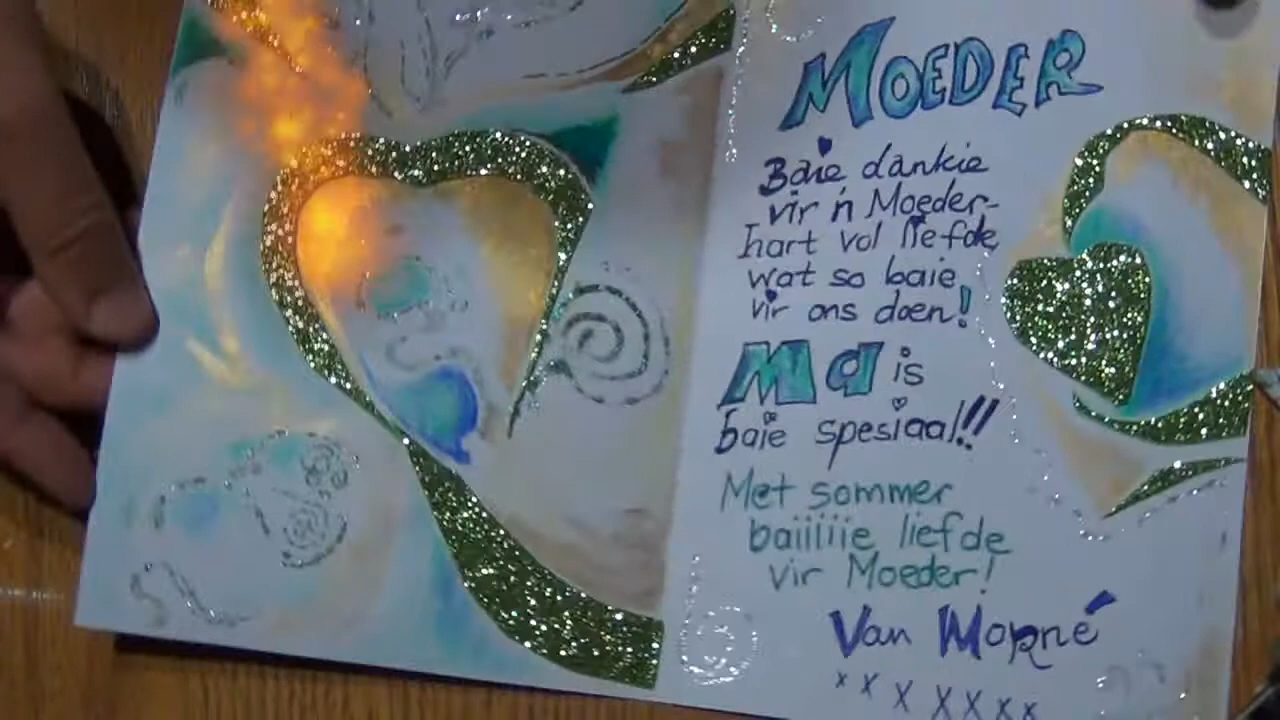 MOEDER
Baie dankie
vir 'n Moeder-
hart vol liefde,
wat so baie
vir ons doen!
Ma is
baie spesiaal!!
Met sommer
baiiiiie liefde
vir Moeder!
Van Morné
x x x x x x x